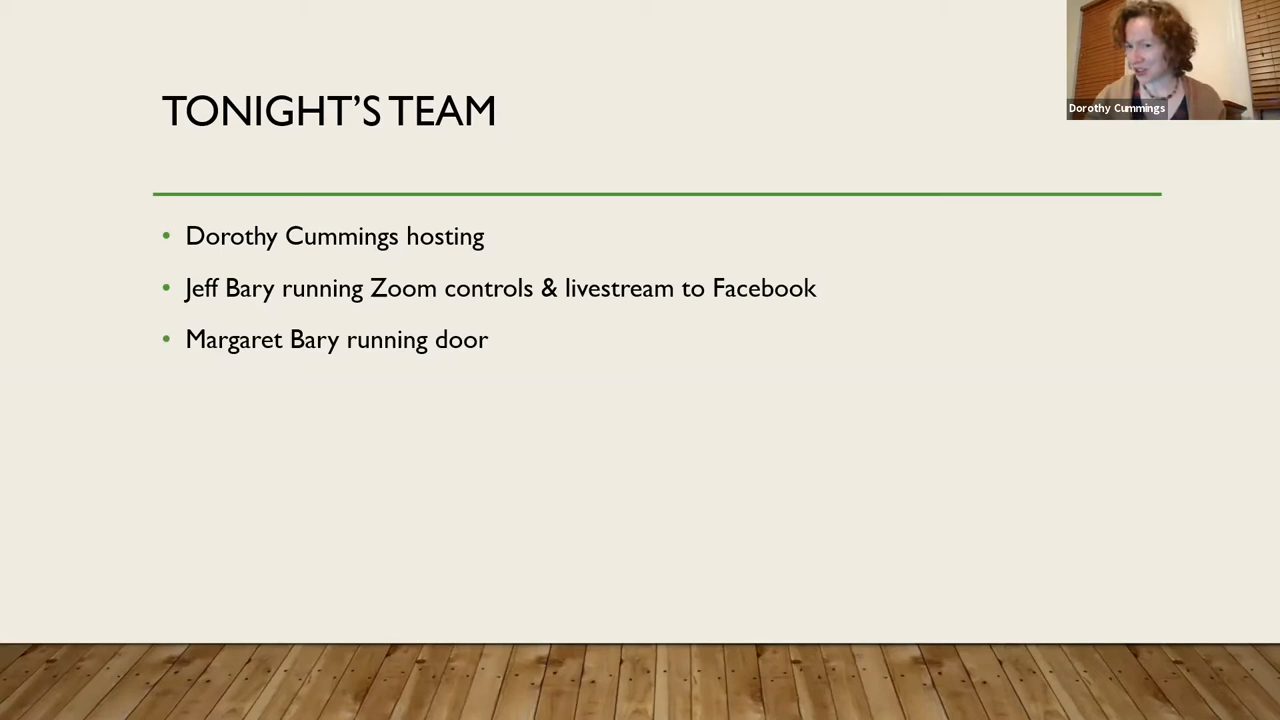 Dorothy Cummings
TONIGHT'S TEAM
• Dorothy Cummings hosting
• Jeff Bary running Zoom controls & livestream to Facebook
• Margaret Bary running door